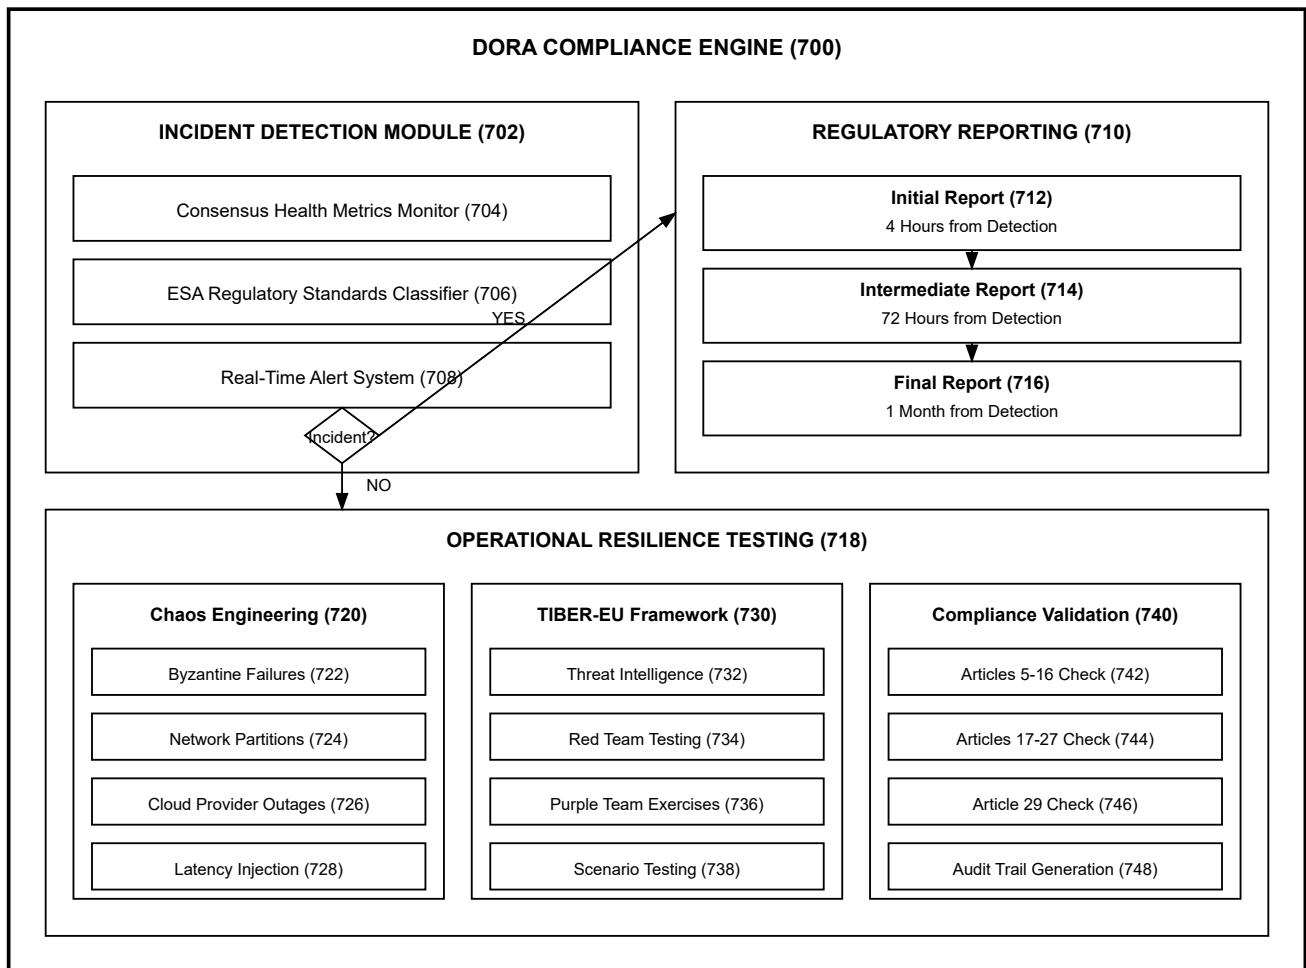 DORA COMPLIANCE ENGINE (700)
INCIDENT DETECTION MODULE (702)
Consensus Health Metrics Monitor (704)
ESA Regulatory Standards Classifier (706)
YES
Real-Time Alert System (708)
Incident?
NO
REGULATORY REPORTING (710)
Initial Report (712)
4 Hours from Detection
Intermediate Report (714)
72 Hours from Detection
Final Report (716)
1 Month from Detection
OPERATIONAL RESILIENCE TESTING (718)
Chaos Engineering (720)
Byzantine Failures (722)
Network Partitions (724)
Cloud Provider Outages (726)
Latency Injection (728)
TIBER-EU Framework (730)
Threat Intelligence (732)
Red Team Testing (734)
Purple Team Exercises (736)
Scenario Testing (738)
Compliance Validation (740)
Articles 5-16 Check (742)
Articles 17-27 Check (744)
Article 29 Check (746)
Audit Trail Generation (748)